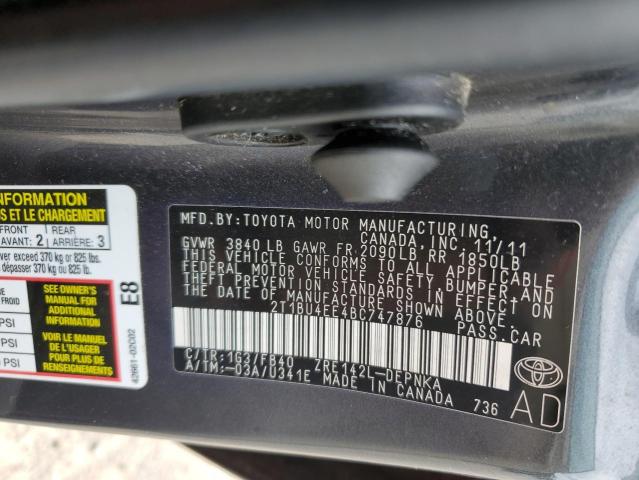 INFORMATION
S ET LE CHARGEMENT
FRONT REAR
AVANT: 2 ARRIÈRE: 3
ver exceed 370 kg or 825 lbs.
dépasser 370 kg ou 825 lb.
SEE OWNER'S
MANUAL FOR
ADDITIONAL
INFORMATION
VOIR LE MANUEL
DE L'USAGER
POUR PLUS DE
RENSEIGNEMENTS
FROID
PSI
PSI
PSI
E8
42661-02C02
MFD.BY:TOYOTA MOTOR MANUFACTURING
CANADA, INC. 11/11
GVWR 3840LB GAWR FR 2090LB RR 1850LB
THIS VEHICLE CONFORMS TO ALL APPLICABLE
FEDERAL MOTOR VEHICLE SAFETY, BUMPER, AND
THEFT PREVENTION STANDARDS IN EFFECT ON
THE DATE OF MANUFACTURE SHOWN ABOVE.
2T1BU4EE4BC747876 PASS.CAR
C/TR:1G3/FB40 ZRE142L-DEPNKA
A/TM:-03A/U341E MADE IN CANADA 736
AD
TOYOTA